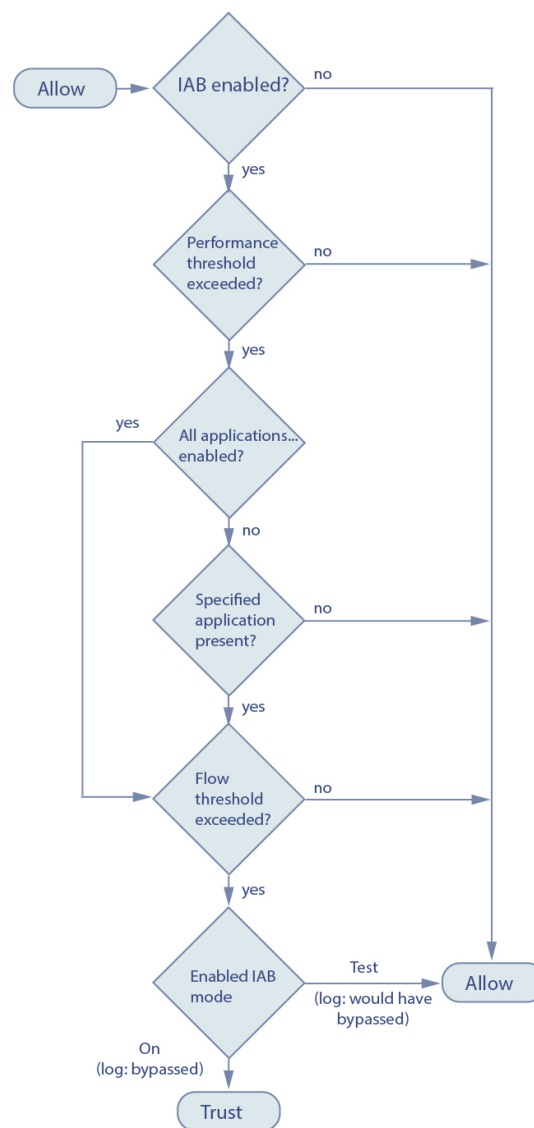 Allow
IAB enabled?
no
yes
Performance
threshold
exceeded?
no
yes
yes
All applications...
enabled?
no
Specified
application
present?
no
yes
Flow
threshold
exceeded?
no
yes
Enabled IAB
mode
Test
(log: would have
bypassed)
Allow
On
(log: bypassed)
Trust